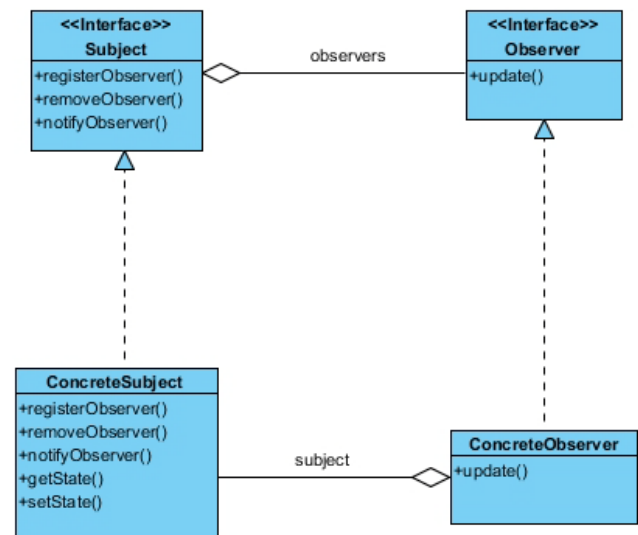 <<Interface>>
Subject
+registerObserver()
+removeObserver()
+notifyObserver()
observers
<<Interface>>
Observer
+update()
ConcreteSubject
+registerObserver()
+removeObserver()
+notifyObserver()
+getState()
+setState()
subject
ConcreteObserver
+update()